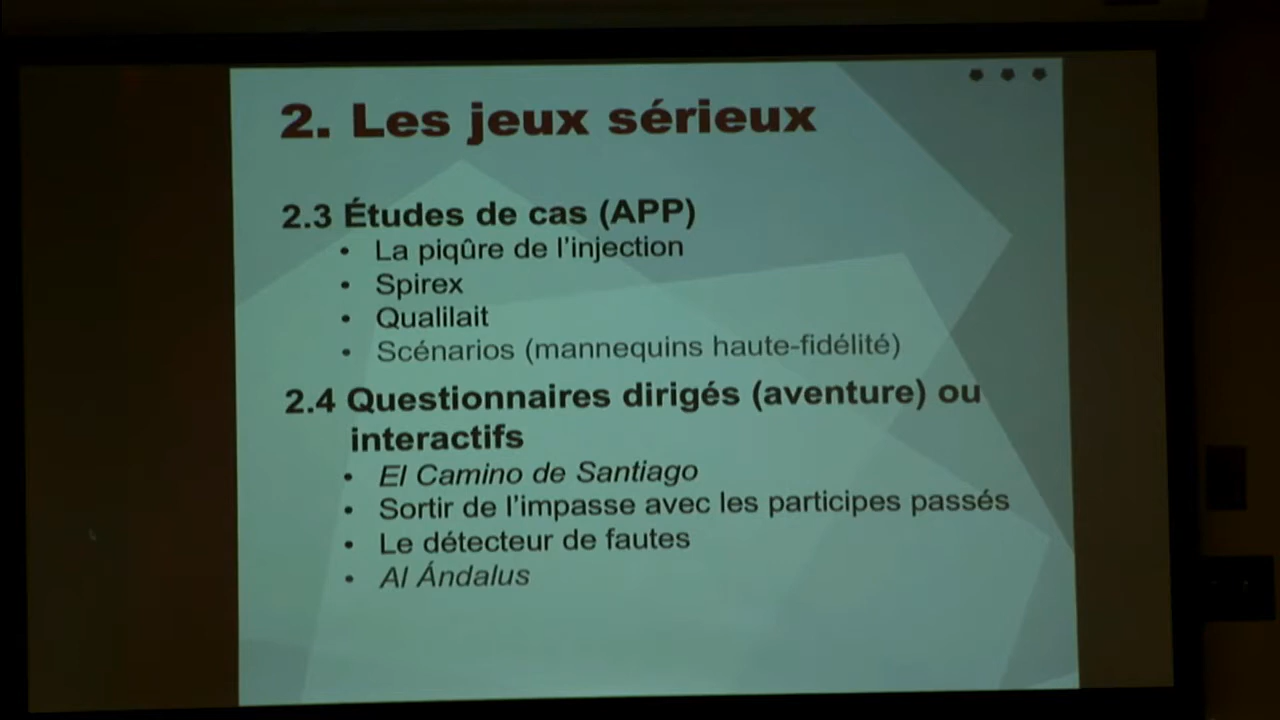 2. Les jeux sérieux
2.3 Études de cas (APP)
• La piqûre de l'injection
• Spirex
• Qualilait
• Scénarios (mannequins haute-fidélité)
2.4 Questionnaires dirigés (aventure) ou
interactifs
• El Camino de Santiago
• Sortir de l'impasse avec les participes passés
• Le détecteur de fautes
• Al Ándalus